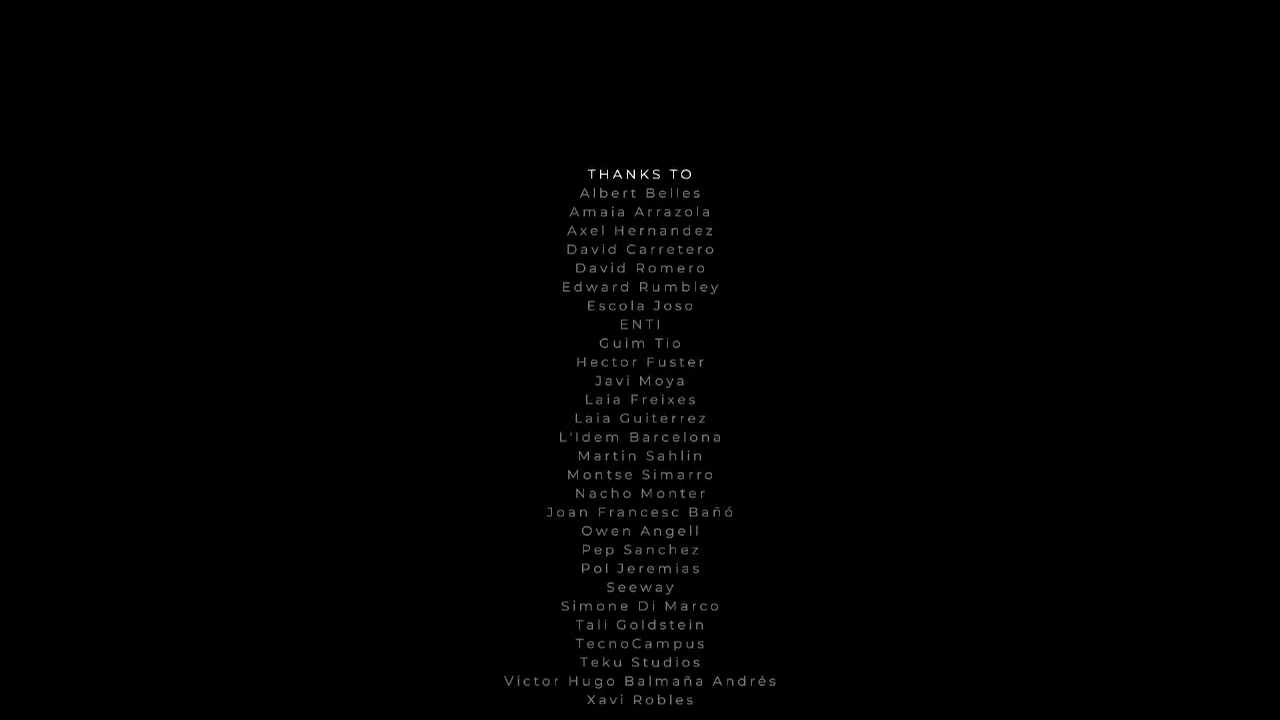 THANKS TO
Albert Belles
Amaia Arrazola
Axel Hernandez
David Carretero
David Romero
Edward Rumbley
Escola Joso
ENTI
Guim Tio
Hector Fuster
Javi Moya
Laia Freixes
Laia Guiterrez
L'Idem Barcelona
Martin Sahlin
Montse Simarro
Nacho Monter
Joan Francesc Bañó
Owen Angell
Pep Sanchez
Pol Jeremias
Seeway
Simone Di Marco
Tali Goldstein
TecnoCampus
Teku Studios
Victor Hugo Balmaña Andrés
Xavi Robles